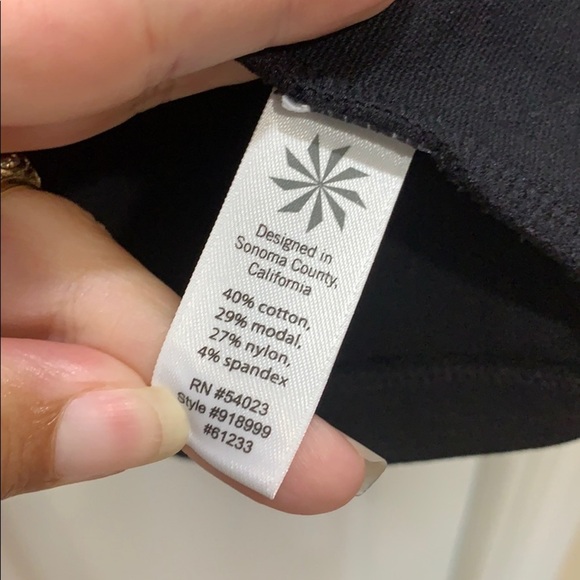 Designed in
Sonoma County,
California
40% cotton,
29% modal,
27% nylon,
4% spandex
RN #54023
Style #918999
#61233